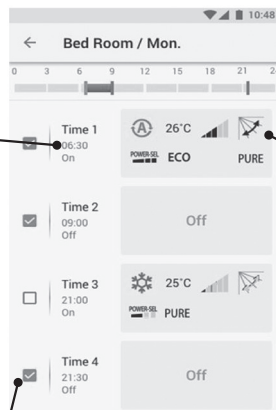 10:48
Bed Room / Mon.
0 3 6 9 12 15 18 21 2
Time 1
06:30
On
A 26°C
POWER-SEL ECO PURE
Time 2
09:00
Off
Off
Time 3
21:00
On
25°C
POWER-SEL PURE
Time 4
21:30
Off
Off